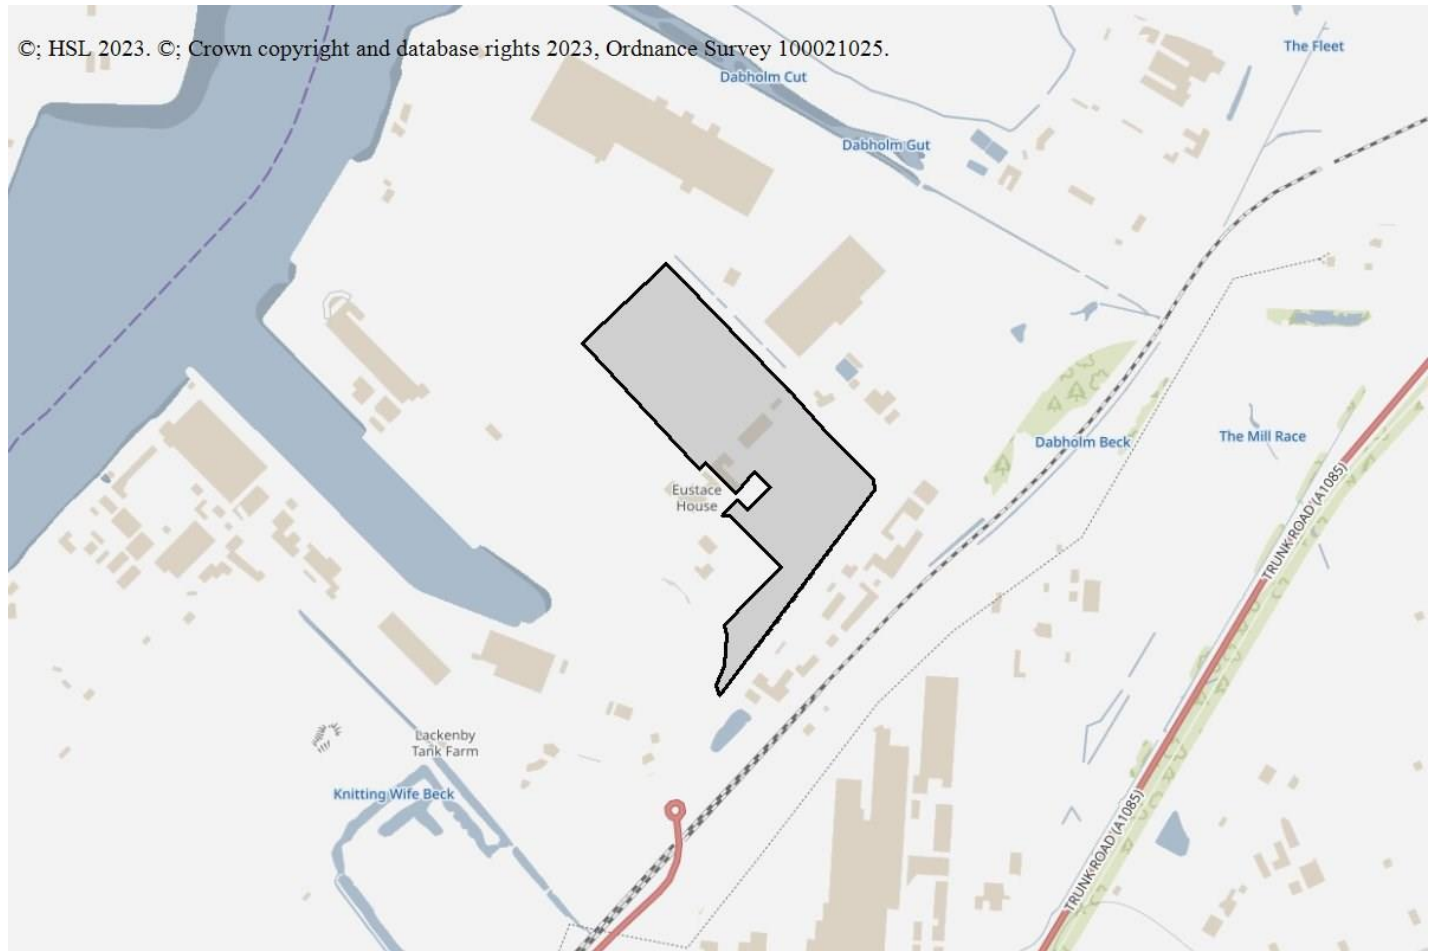 ©; HSL 2023. ©; Crown copyright and database rights 2023, Ordnance Survey 100021025.
The Fleet
Dabholm Cut
Dabholm Gut
Dabholm Beck
The Mill Race
TRUNK ROAD (A1085)
Eustace
House
Lackenby
Tank Farm
Knitting Wife Beck
TRUNK ROAD (A1085)